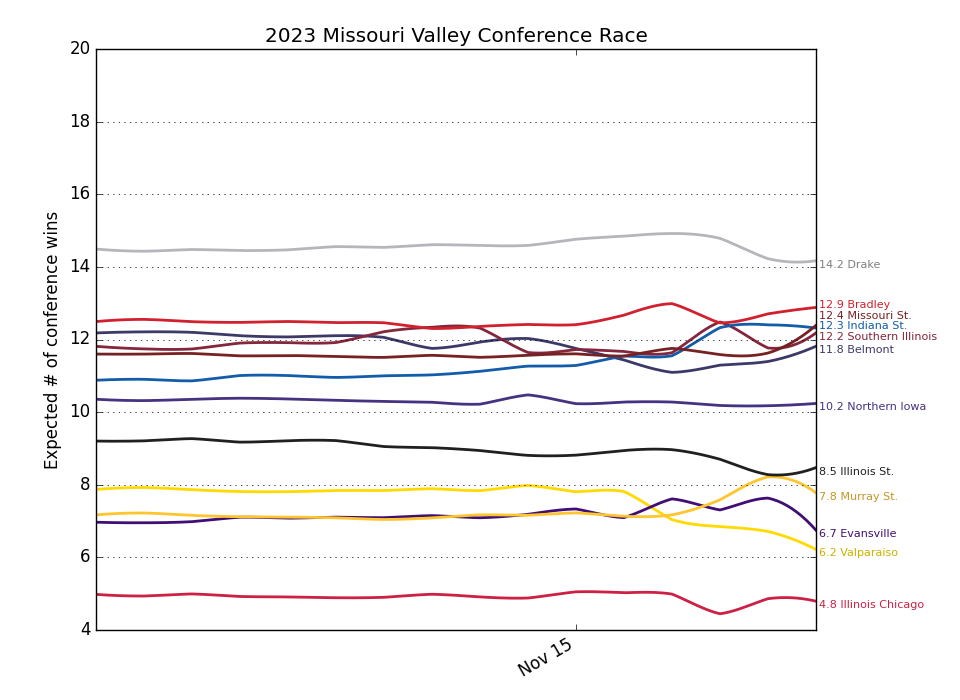 2023 Missouri Valley Conference Race
Expected # of conference wins
20
18
16
14
12
10
8
6
4
Nov 15
14.2 Drake
12.9 Bradley
12.4 Missouri St.
12.3 Indiana St.
12.2 Southern Illinois
11.8 Belmont
10.2 Northern Iowa
8.5 Illinois St.
7.8 Murray St.
6.7 Evansville
6.2 Valparaiso
4.8 Illinois Chicago